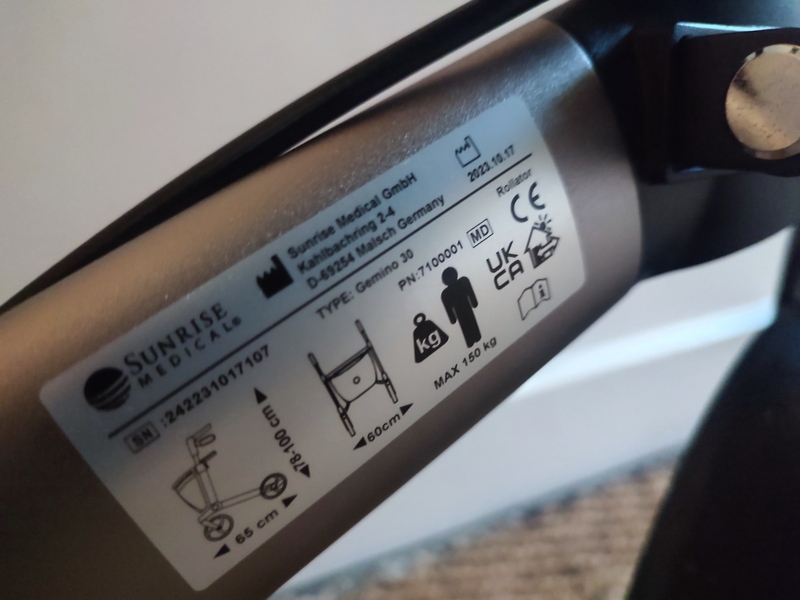 SUNRISE
MEDICAL®
Sunrise Medical GmbH
Kahlbachring 2-4
D-69254 Malsch Germany
2023.10.17
SN :242231017107
TYPE: Gemino 30
PN:7100001 MD
Rollator
CE
UK
CA
78-100 cm
65 cm
60cm
kg
MAX 150 kg